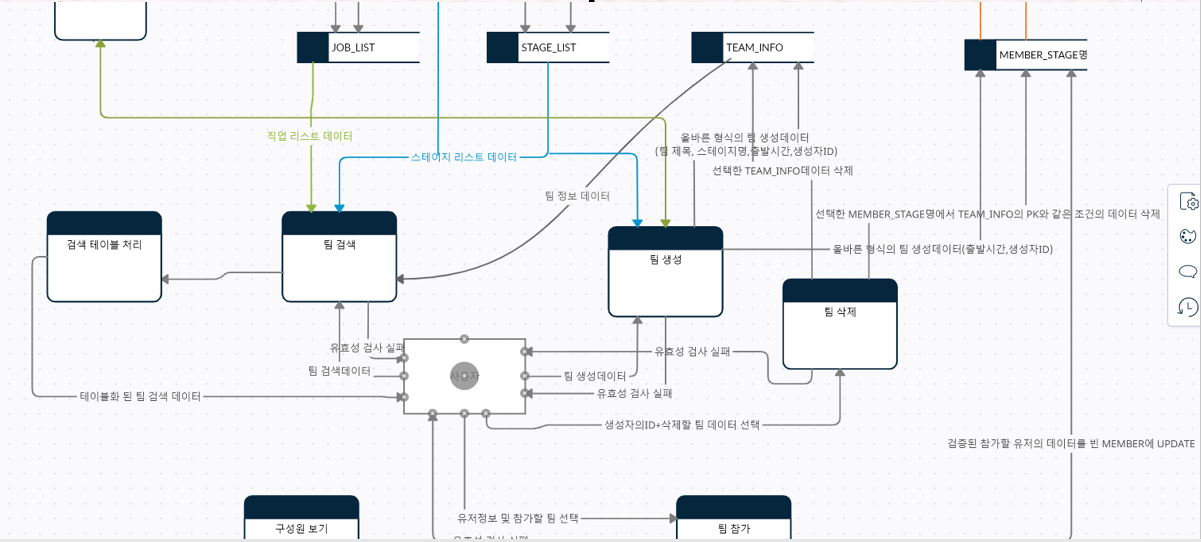 JOB_LIST
STAGE_LIST
TEAM_INFO
MEMBER_STAGE명
직업 리스트 데이터
올바른 형식의 팀 생성데이터
(팀 제목, 스테이지명,출발시간,생성자ID)
스테이지 리스트 데이터
선택한 TEAM_INFO데이터 삭제
팀 정보 데이터
선택한 MEMBER_STAGE명에서 TEAM_INFO의 PK와 같은 조건의 데이터 삭제
검색 테이블 처리
팀 검색
올바른 형식의 팀 생성데이터(출발시간,생성자ID)
팀 생성
팀 삭제
유효성 검사 실패
유효성 검사 실패
팀 검색데이터
사용자
팀 생성데이터
테이블화 된 팀 검색 데이터
유효성 검사 실패
생성자의ID+삭제할 팀 데이터 선택
검증된 참가할 유저의 데이터를 빈 MEMBER에 UPDATE
유저정보 및 참가할 팀 선택
구성원 보기
팀 참가
유효성 검사 실패